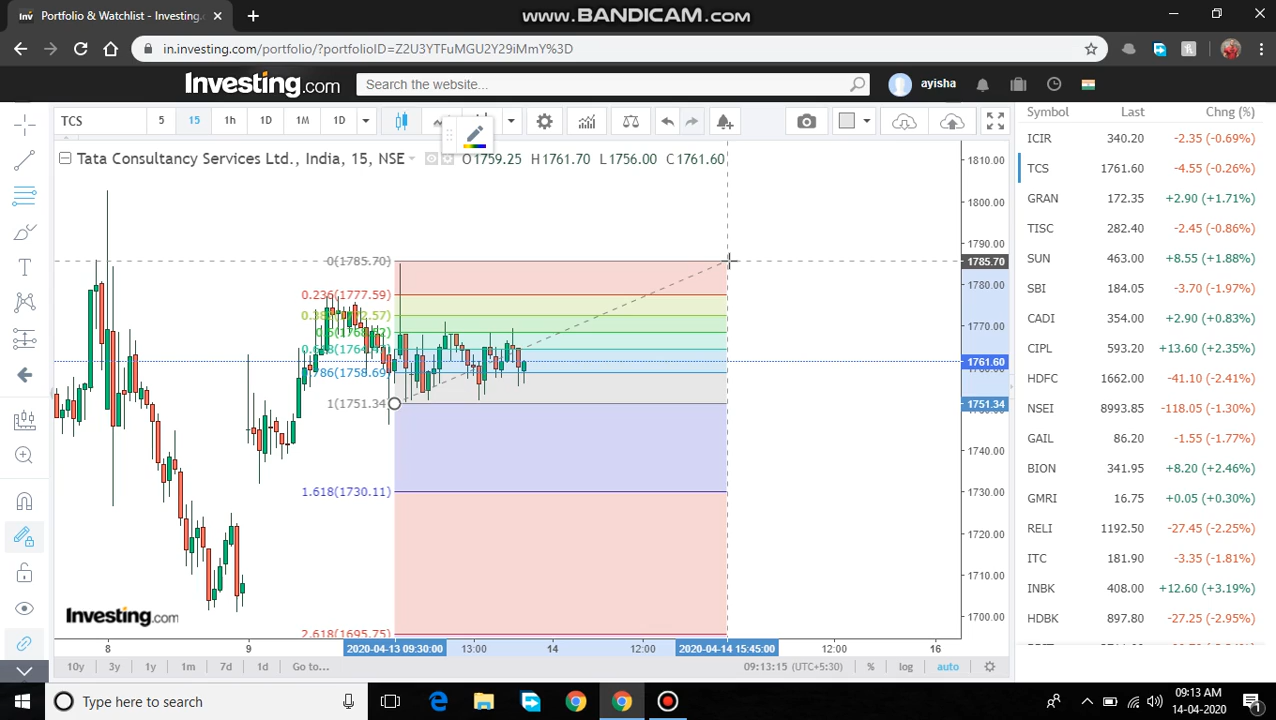 Portfolio & Watchlist - Investing.c
www.BANDICAM.com
in.investing.com/portfolio/?portfolioID=Z2U3YTFuMGU2Y29iMmY%3D
Investing.com
Search the website...
ayisha
TCS 5 15 1h 1D 1M 1D
Tata Consultancy Services Ltd., India, 15, NSE O1759.25 H1761.70 L1756.00 C1761.60
Symbol Last Chng (%)
ICIR 340.20 -2.35 (-0.69%)
TCS 1761.60 -4.55 (-0.26%)
GRAN 172.35 +2.90 (+1.71%)
TISC 282.40 -2.45 (-0.86%)
SUN 463.00 +8.55 (+1.88%)
SBI 184.05 -3.70 (-1.97%)
CADI 354.00 +2.90 (+0.83%)
CIPL 593.20 +13.60 (+2.35%)
HDFC 1662.00 -41.10 (-2.41%)
NSEI 8993.85 -118.05 (-1.30%)
GAIL 86.20 -1.55 (-1.77%)
BION 341.95 +8.20 (+2.46%)
GMRI 16.75 +0.05 (+0.30%)
RELI 1192.50 -27.45 (-2.25%)
ITC 181.90 -3.35 (-1.81%)
INBK 408.00 +12.60 (+3.19%)
HDBK 897.80 -27.25 (-2.95%)
1810.00
1800.00
1790.00
1785.70
1780.00
1770.00
1761.60
1751.34
1740.00
1730.00
1720.00
1710.00
1700.00
0(1785.70)
0.236(1777.59)
1(1751.34)
1.618(1730.11)
2.618(1695.75)
Investing.com
8 9 2020-04-13 09:30:00 13:00 14 12:00 2020-04-14 15:45:00 12:00 16
10y 3y 1y 1m 7d 1d Go to... 09:13:15 (UTC+5:30) % log auto
Type here to search
09:13 AM
14-04-2020